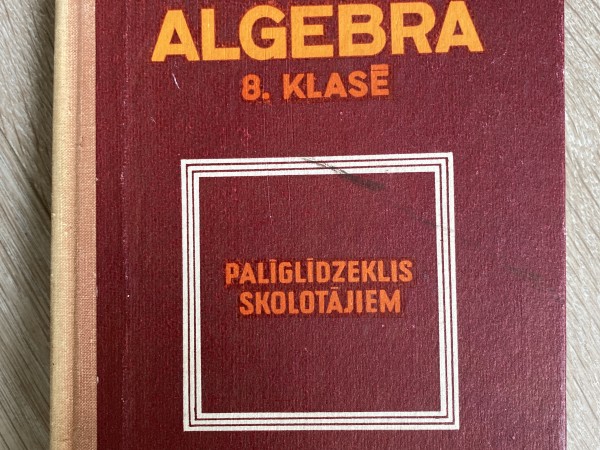 ALGEBRA
8. KLASĒ
PALĪGLĪDZEKLIS
SKOLOTĀJIEM